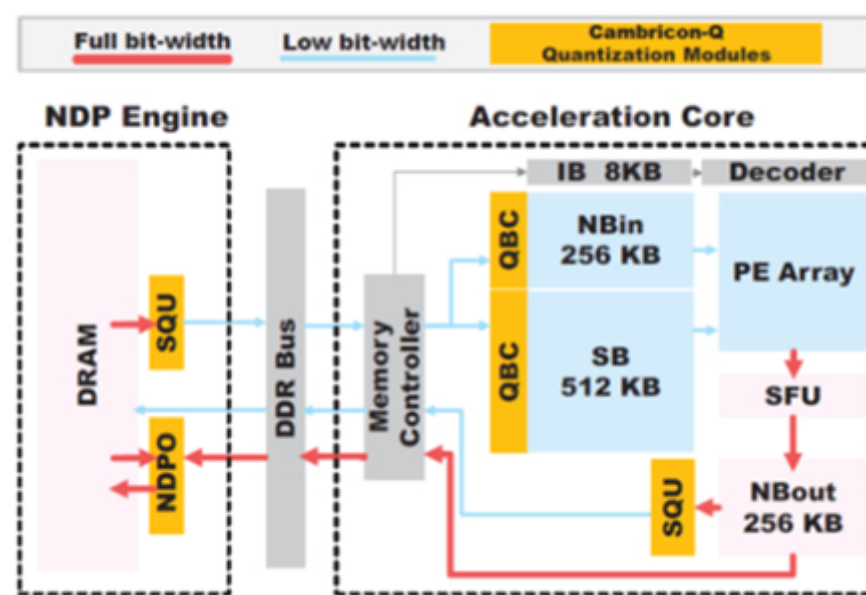 Full bit-width
Low bit-width
Cambricon-Q
Quantization Modules
NDP Engine
Acceleration Core
IB 8KB
Decoder
QBC
NBin
256 KB
PE Array
SQU
DRAM
DDR Bus
Memory
Controller
QBC
SB
512 KB
SFU
NDPO
SQU
NBout
256 KB